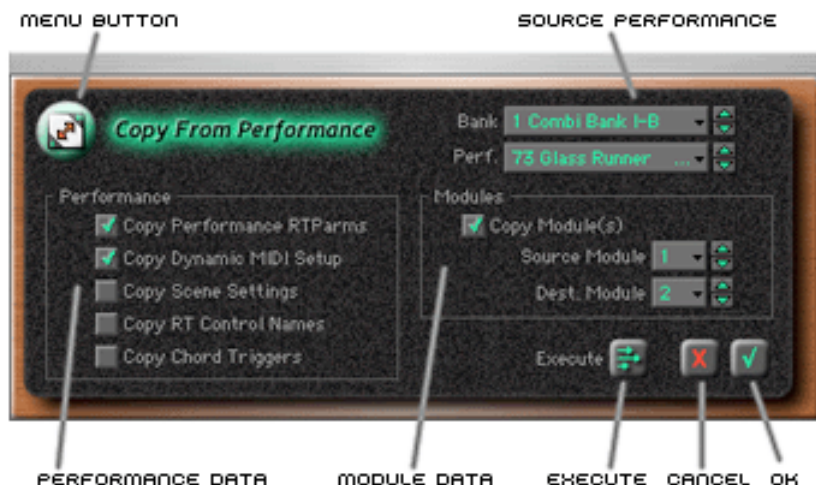 MENU BUTTON
SOURCE PERFORMANCE
Copy From Performance
Bank 1 Combi Bank I-B
Perf. 73 Glass Runner ...
Performance
Copy Performance RTParms
Copy Dynamic MIDI Setup
Copy Scene Settings
Copy RT Control Names
Copy Chord Triggers
Modules
Copy Module(s)
Source Module 1
Dest. Module 2
Execute
PERFORMANCE DATA
MODULE DATA
EXECUTE
CANCEL
OK